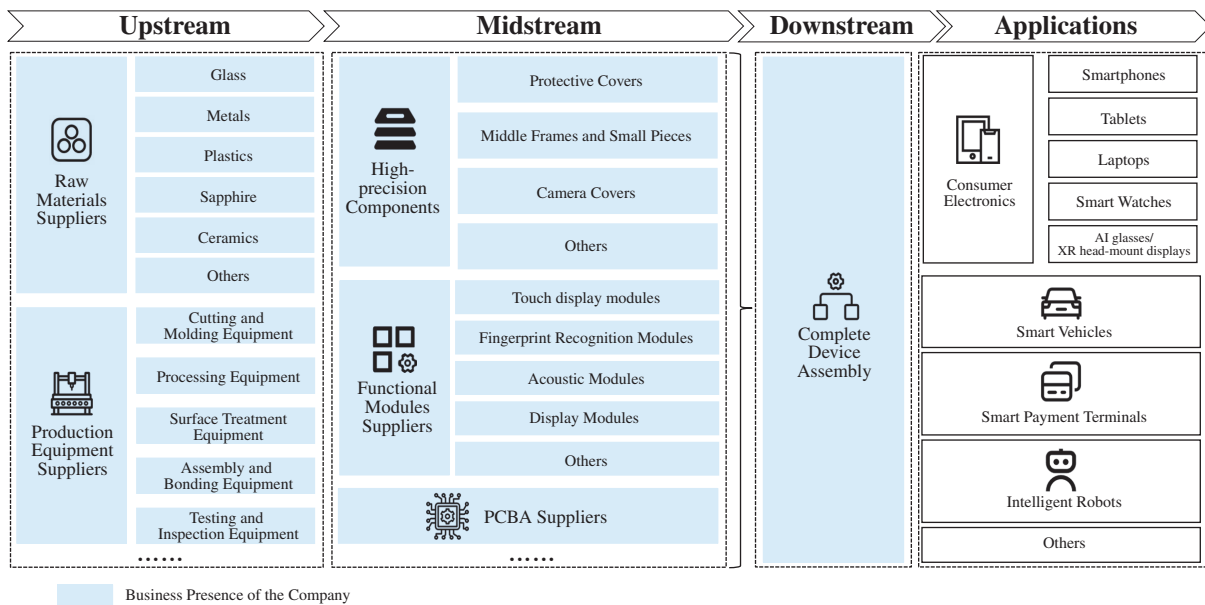 Upstream
Midstream
Downstream
Applications
Raw
Materials
Suppliers
Glass
Metals
Plastics
Sapphire
Ceramics
Others
Production
Equipment
Suppliers
Cutting and
Molding Equipment
Processing Equipment
Surface Treatment
Equipment
Assembly and
Bonding Equipment
Testing and
Inspection Equipment
......
High-
precision
Components
Protective Covers
Middle Frames and Small Pieces
Camera Covers
Others
Functional
Modules
Suppliers
Touch display modules
Fingerprint Recognition Modules
Acoustic Modules
Display Modules
Others
PCBA Suppliers
......
Complete
Device
Assembly
Consumer
Electronics
Smartphones
Tablets
Laptops
Smart Watches
AI glasses/
XR head-mount displays
Smart Vehicles
Smart Payment Terminals
Intelligent Robots
Others
Business Presence of the Company